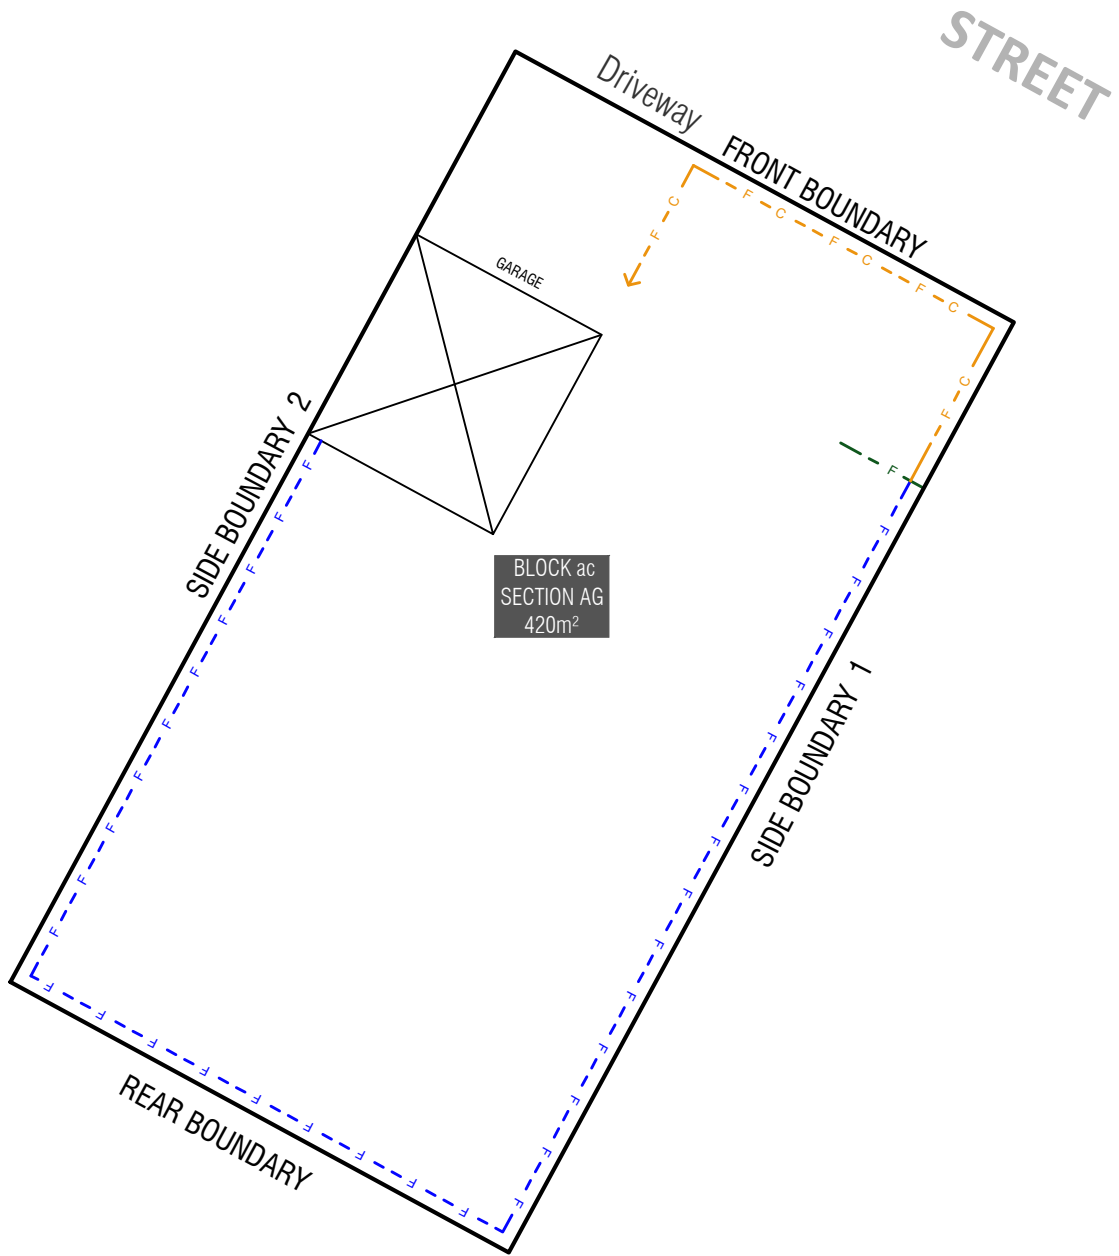 STREET
Driveway
FRONT BOUNDARY
F C F C F C
C F
C F
GARAGE
SIDE BOUNDARY 2
F
BLOCK ac
SECTION AG
420m²
F F F F F F F F F F
F F F F F F F F F F F F F F
SIDE BOUNDARY 1
F F F F F F F F F
REAR BOUNDARY